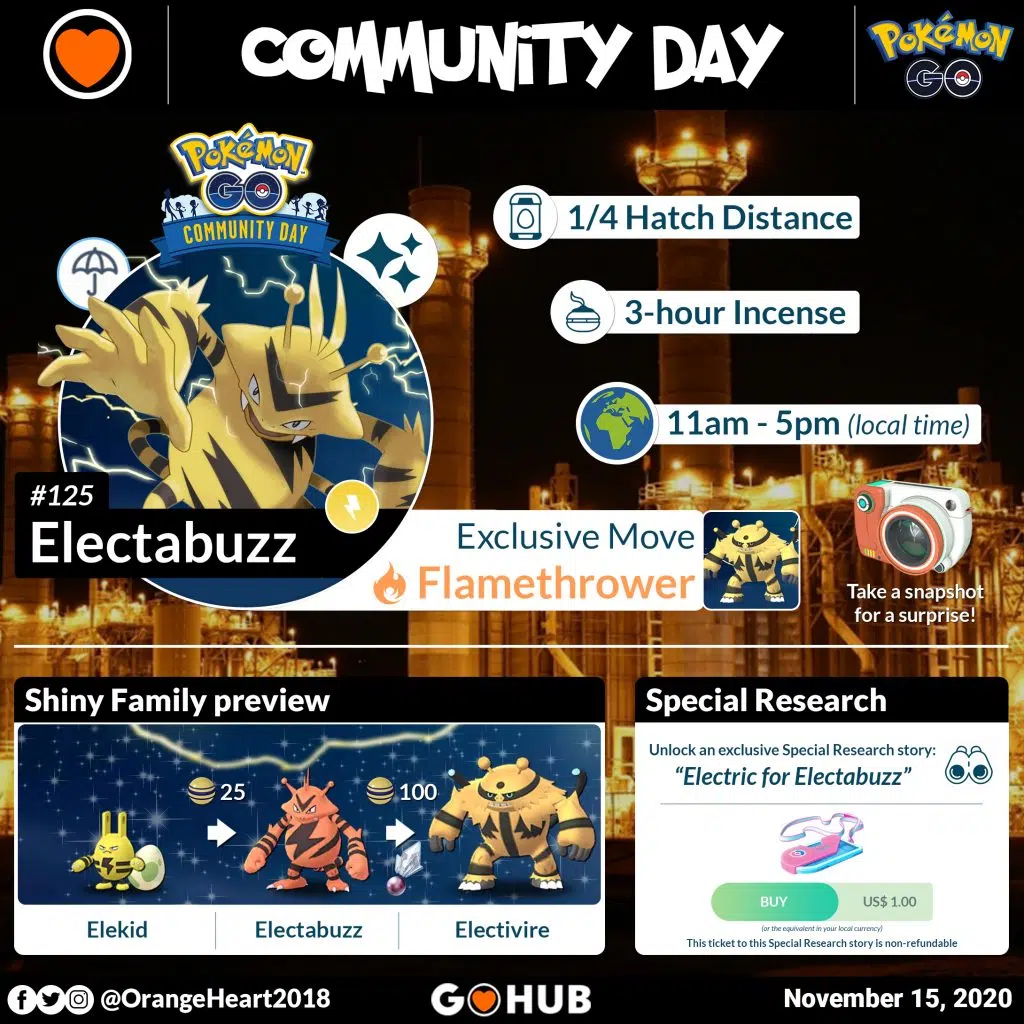 COMMUNITY DAY
POKéMON
GO
POKéMON
GO
COMMUNITY DAY
1/4 Hatch Distance
3-hour Incense
11am - 5pm (local time)
#125
Electabuzz
Exclusive Move
Flamethrower
Take a snapshot
for a surprise!
Shiny Family preview
25
100
Elekid
Electabuzz
Electivire
Special Research
Unlock an exclusive Special Research story:
“Electric for Electabuzz”
BUY
US$ 1.00
(or the equivalent in your local currency)
This ticket to this Special Research story is non-refundable
@OrangeHeart2018
GOHUB
November 15, 2020